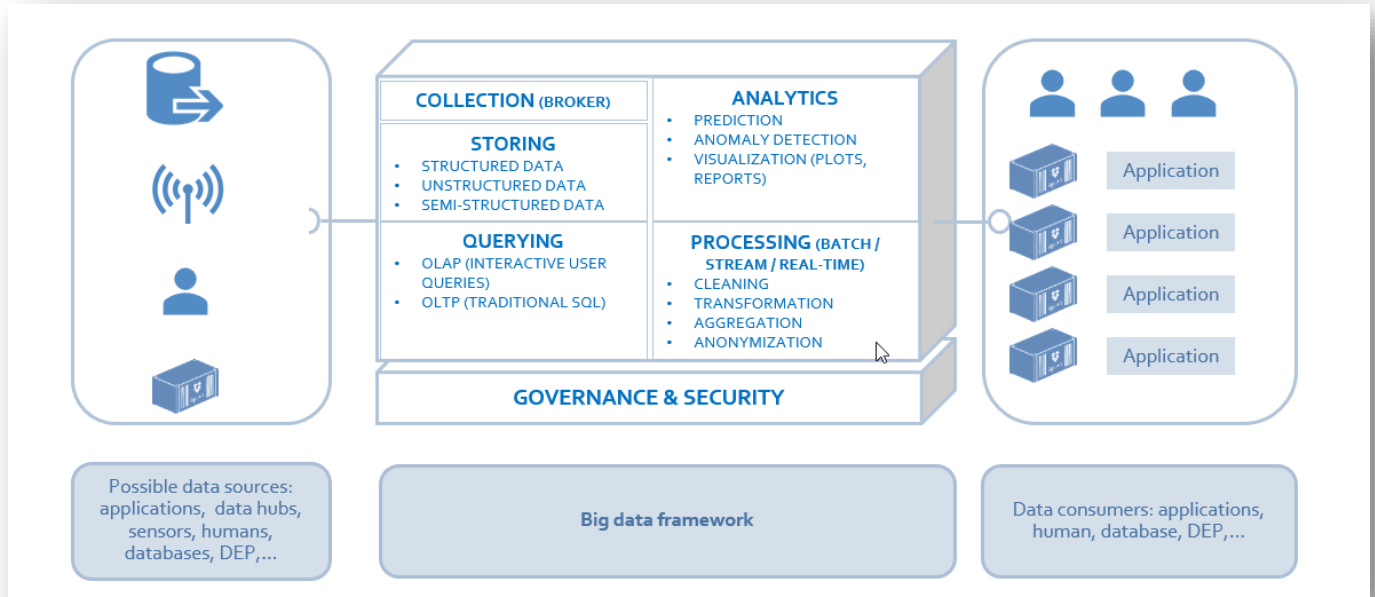 COLLECTION (BROKER)
STORING
• STRUCTURED DATA
• UNSTRUCTURED DATA
• SEMI-STRUCTURED DATA
QUERYING
• OLAP (INTERACTIVE USER
QUERIES)
• OLTP (TRADITIONAL SQL)
ANALYTICS
• PREDICTION
• ANOMALY DETECTION
• VISUALIZATION (PLOTS,
REPORTS)
PROCESSING (BATCH /
STREAM / REAL-TIME)
• CLEANING
• TRANSFORMATION
• AGGREGATION
• ANONYMIZATION
GOVERNANCE & SECURITY
Application
Application
Application
Application
Possible data sources:
applications, data hubs,
sensors, humans,
databases, DEP,...
Big data framework
Data consumers: applications,
human, database, DEP,...